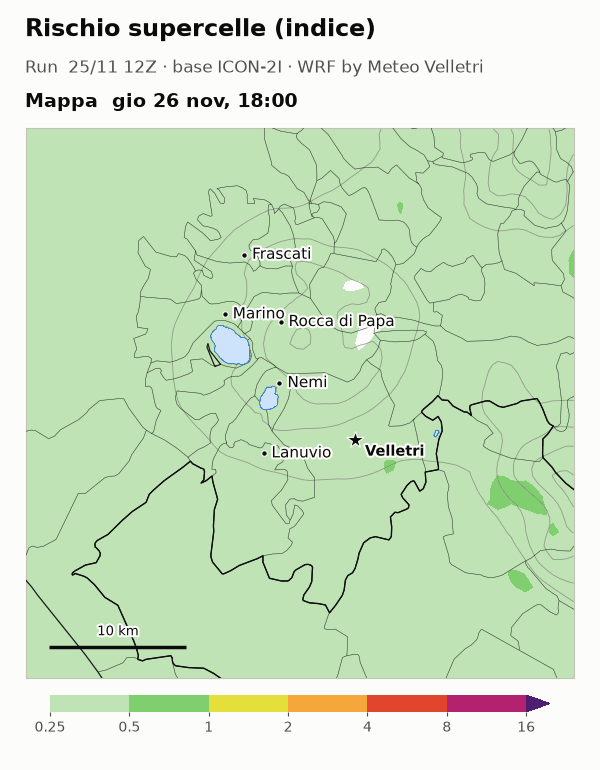 Rischio supercelle (indice)
Run  25/11 12Z · base ICON-2I · WRF by Meteo Velletri
Mappa  gio 26 nov, 18:00
Frascati
Marino
Rocca di Papa
Nemi
Velletri
Lanuvio
10 km
0.25 0.5 1 2 4 8 16